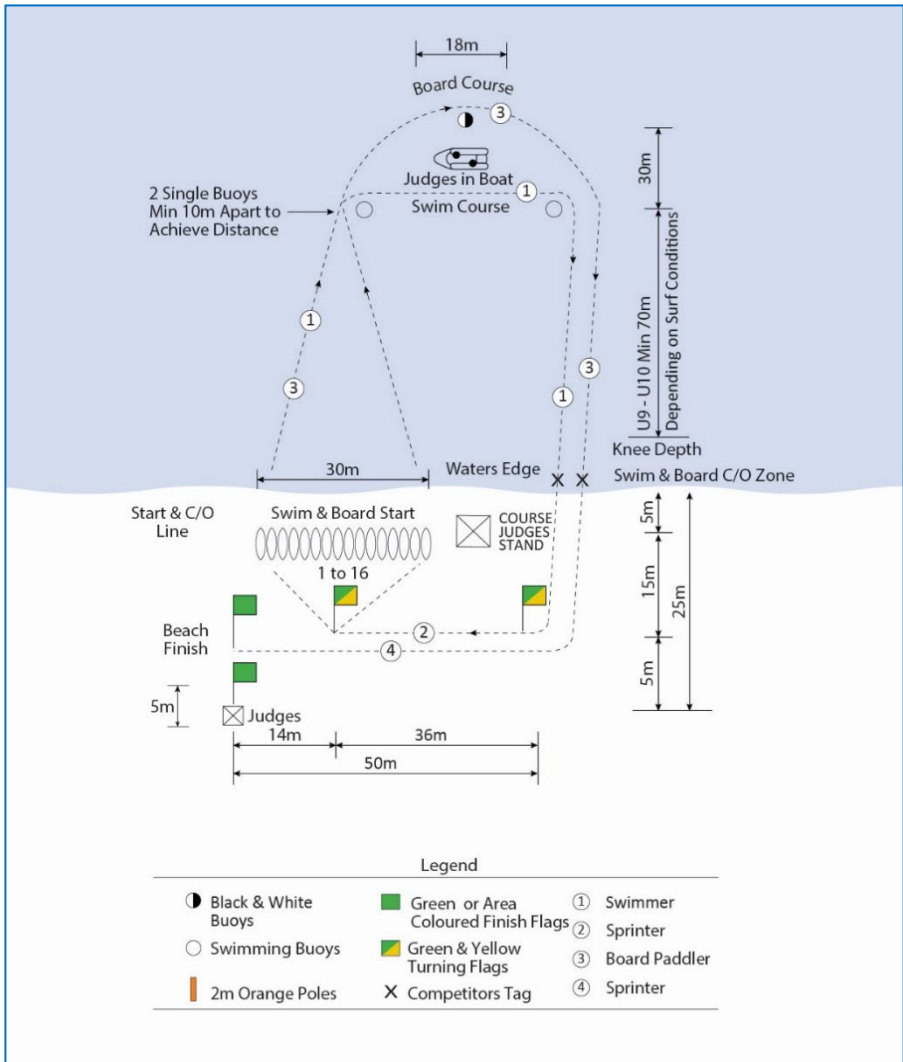 18m
Board Course
3
30m
Judges in Boat
1
Swim Course
2 Single Buoys
Min 10m Apart to
Achieve Distance
1
3
1
3
U9 - U10 Min 70m
Depending on Surf Conditions
Knee Depth
30m
Waters Edge
Swim & Board C/O Zone
Start & C/O
Line
Swim & Board Start
COURSE
JUDGES
STAND
5m
1 to 16
15m
25m
2
Beach
Finish
4
5m
5m
Judges
14m
36m
50m
Legend
Black & White
Buoys
Swimming Buoys
2m Orange Poles
Green or Area
Coloured Finish Flags
Green & Yellow
Turning Flags
X Competitors Tag
1 Swimmer
2 Sprinter
3 Board Paddler
4 Sprinter